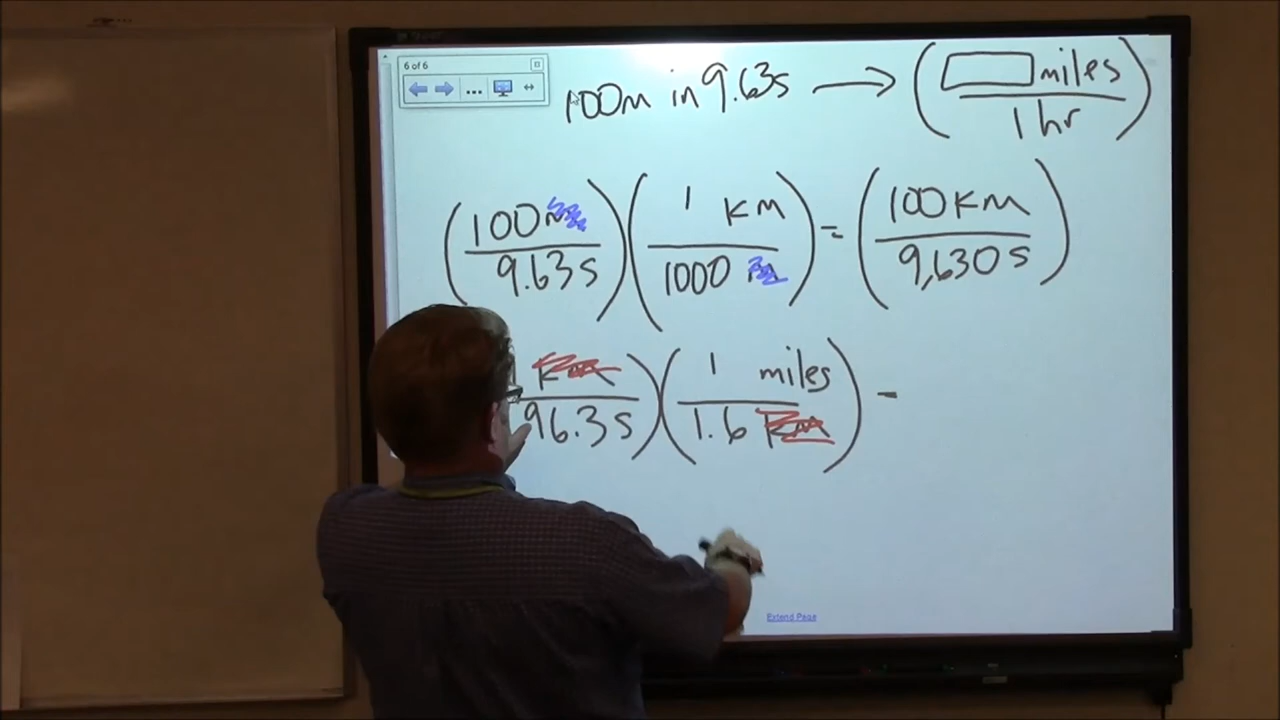 6 of 6
100m in 9.63s → ( miles / 1 hr )
(100 m / 9.63 s)(1 km / 1000 m) = (100 km / 9,630 s)
km / 96.3 s)(1 miles / 1.6 km) =
Extend Page